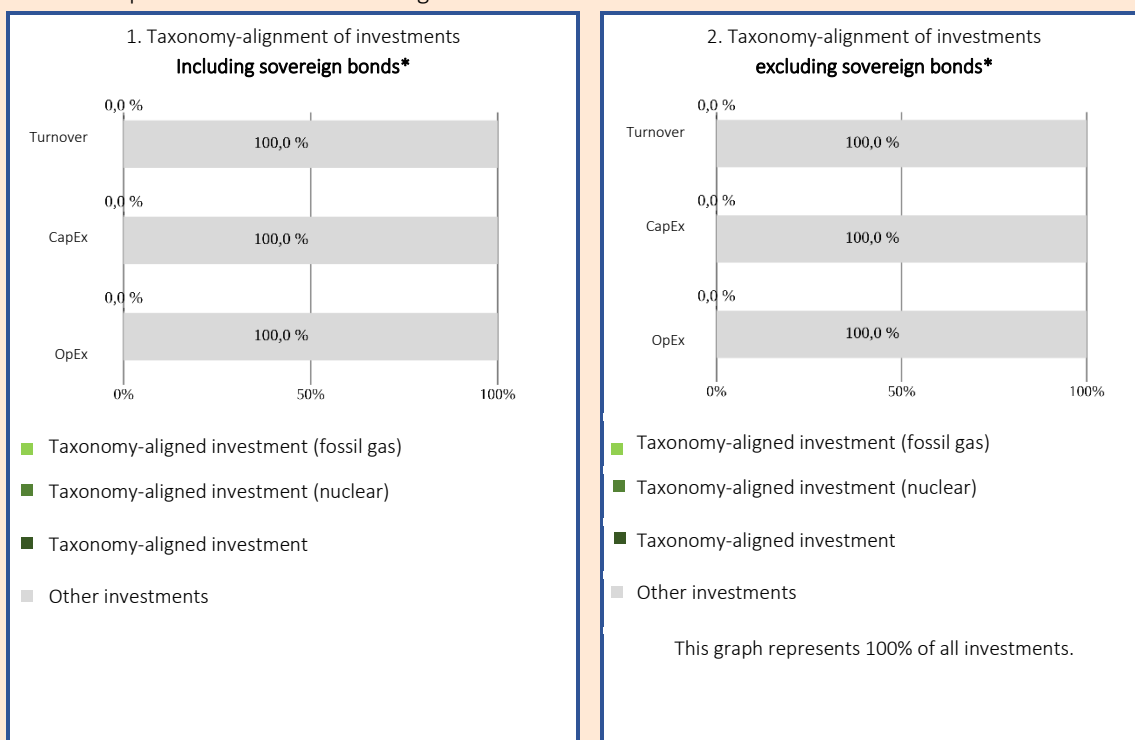 1. Taxonomy-alignment of investments
Including sovereign bonds*
0,0 %
Turnover
100,0 %
0,0 %
CapEx
100,0 %
0,0 %
OpEx
100,0 %
0%
50%
100%
Taxonomy-aligned investment (fossil gas)
Taxonomy-aligned investment (nuclear)
Taxonomy-aligned investment
Other investments
2. Taxonomy-alignment of investments
excluding sovereign bonds*
0,0 %
Turnover
100,0 %
0,0 %
CapEx
100,0 %
0,0 %
OpEx
100,0 %
0%
50%
100%
Taxonomy-aligned investment (fossil gas)
Taxonomy-aligned investment (nuclear)
Taxonomy-aligned investment
Other investments
This graph represents 100% of all investments.